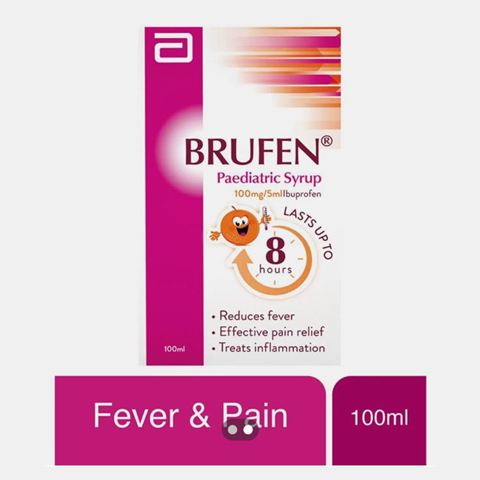 BRUFEN®
Paediatric Syrup
100mg/5ml Ibuprofen
LASTS UP TO
8
hours
• Reduces fever
• Effective pain relief
• Treats inflammation
100ml
Fever & Pain
100ml